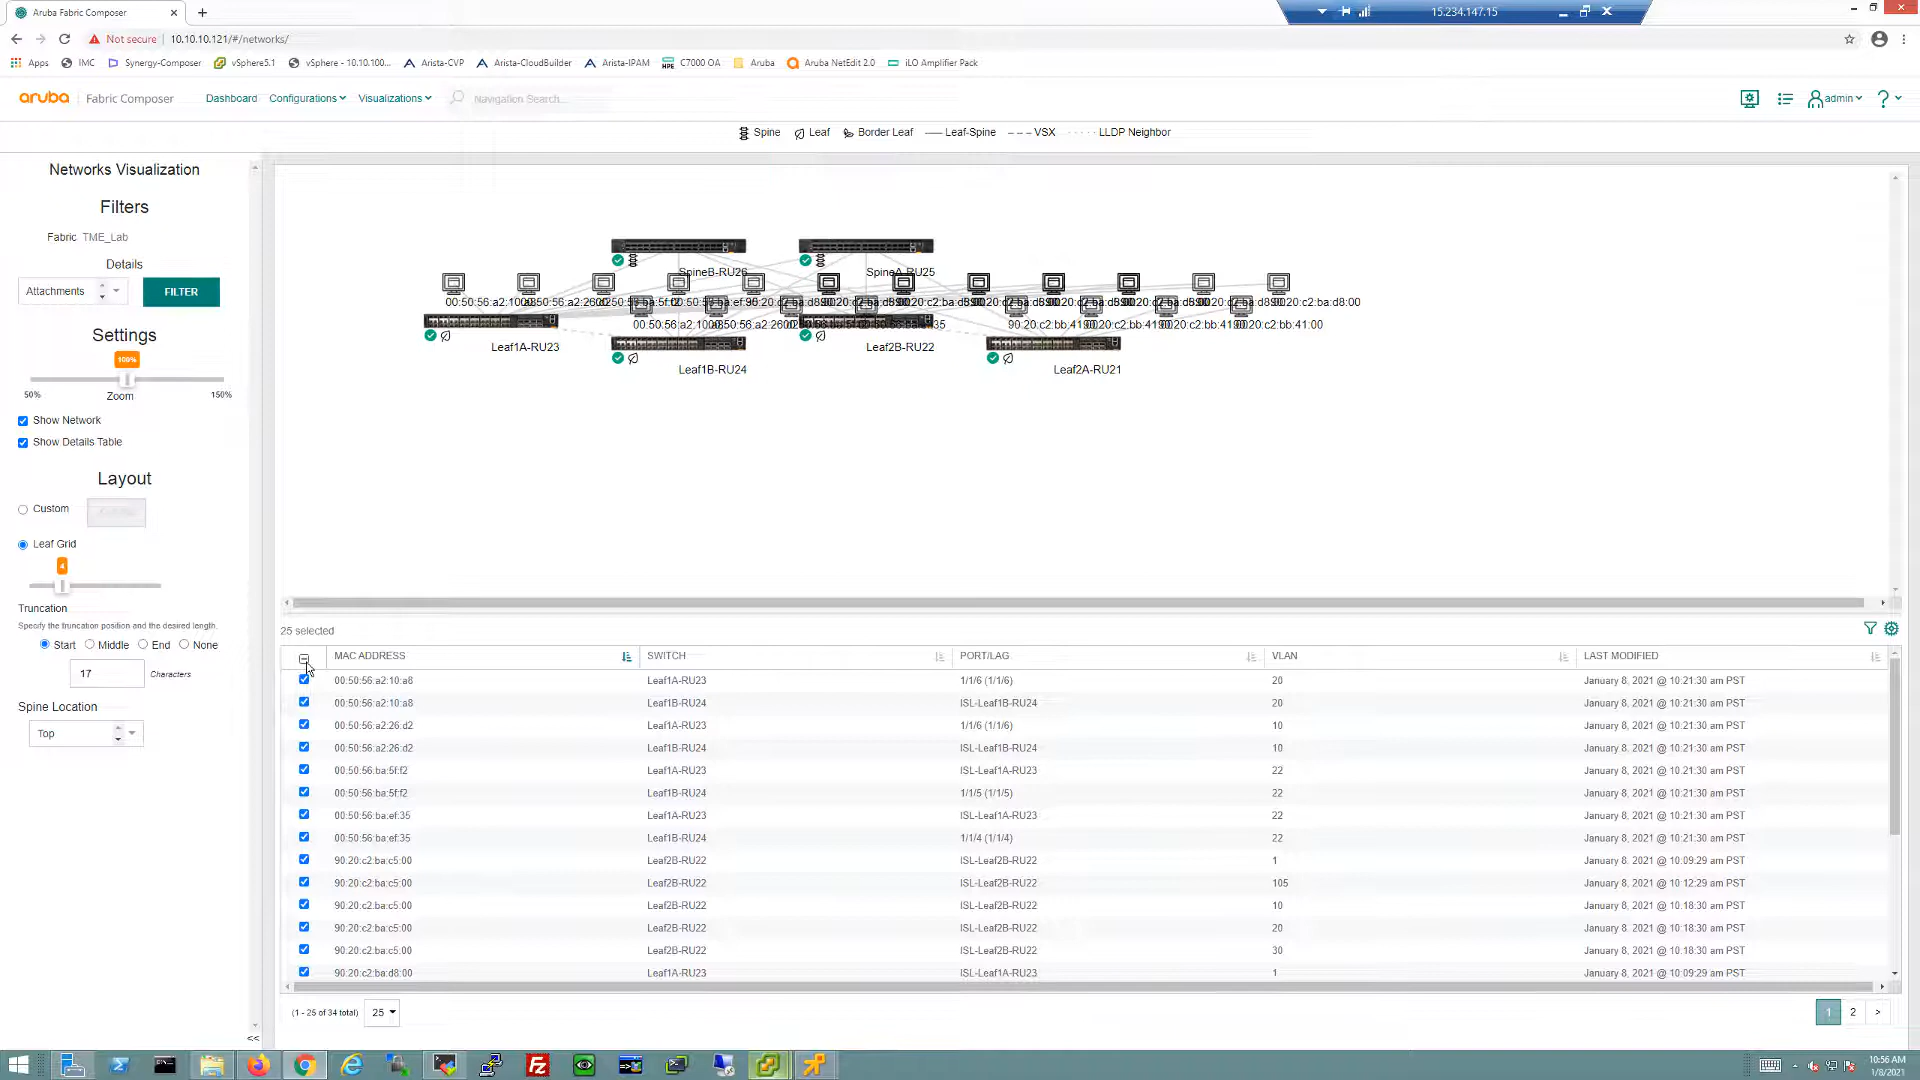 Aruba Fabric Composer
15.234.147.15
Not secure 10.10.10.121/#/networks/
Apps IMC Synergy-Composer vSphere5.1 vSphere - 10.10.100... Arista-CVP Arista-CloudBuilder Arista-IPAM HPE C7000 OA Aruba Aruba NetEdit 2.0 iLO Amplifier Pack
aruba Fabric Composer Dashboard Configurations Visualizations Navigation Search... admin ?
Spine Leaf Border Leaf Leaf-Spine VSX LLDP Neighbor
Networks Visualization
Filters
Fabric TME_Lab
Details
Attachments FILTER
Settings
100%
50% Zoom 150%
Show Network
Show Details Table
Layout
Custom
Leaf Grid
4
Truncation
Specify the truncation position and the desired length.
Start Middle End None
17 Characters
Spine Location
Top
<<
SpineB-RU26 SpineA-RU25
90:20:c2:ba:d8:00
90:20:c2:bb:41:00
Leaf1A-RU23 Leaf2B-RU22
Leaf1B-RU24 Leaf2A-RU21
25 selected
MAC ADDRESS SWITCH PORT/LAG VLAN LAST MODIFIED
00:50:56:a2:10:a8 Leaf1A-RU23 1/1/6 (1/1/6) 20 January 8, 2021 @ 10:21:30 am PST
00:50:56:a2:10:a8 Leaf1B-RU24 ISL-Leaf1B-RU24 20 January 8, 2021 @ 10:21:30 am PST
00:50:56:a2:26:d2 Leaf1A-RU23 1/1/6 (1/1/6) 10 January 8, 2021 @ 10:21:30 am PST
00:50:56:a2:26:d2 Leaf1B-RU24 ISL-Leaf1B-RU24 10 January 8, 2021 @ 10:21:30 am PST
00:50:56:ba:5f:f2 Leaf1A-RU23 ISL-Leaf1A-RU23 22 January 8, 2021 @ 10:21:30 am PST
00:50:56:ba:5f:f2 Leaf1B-RU24 1/1/5 (1/1/5) 22 January 8, 2021 @ 10:21:30 am PST
00:50:56:ba:ef:35 Leaf1A-RU23 ISL-Leaf1A-RU23 22 January 8, 2021 @ 10:21:30 am PST
00:50:56:ba:ef:35 Leaf1B-RU24 1/1/4 (1/1/4) 22 January 8, 2021 @ 10:21:30 am PST
90:20:c2:ba:c5:00 Leaf2B-RU22 ISL-Leaf2B-RU22 1 January 8, 2021 @ 10:09:29 am PST
90:20:c2:ba:c5:00 Leaf2B-RU22 ISL-Leaf2B-RU22 105 January 8, 2021 @ 10:12:29 am PST
90:20:c2:ba:c5:00 Leaf2B-RU22 ISL-Leaf2B-RU22 10 January 8, 2021 @ 10:18:30 am PST
90:20:c2:ba:c5:00 Leaf2B-RU22 ISL-Leaf2B-RU22 20 January 8, 2021 @ 10:18:30 am PST
90:20:c2:ba:c5:00 Leaf2B-RU22 ISL-Leaf2B-RU22 30 January 8, 2021 @ 10:18:30 am PST
90:20:c2:ba:d8:00 Leaf1A-RU23 ISL-Leaf1A-RU23 1 January 8, 2021 @ 10:09:29 am PST
(1 - 25 of 34 total) 25 1 2 >
10:56 AM
1/8/2021